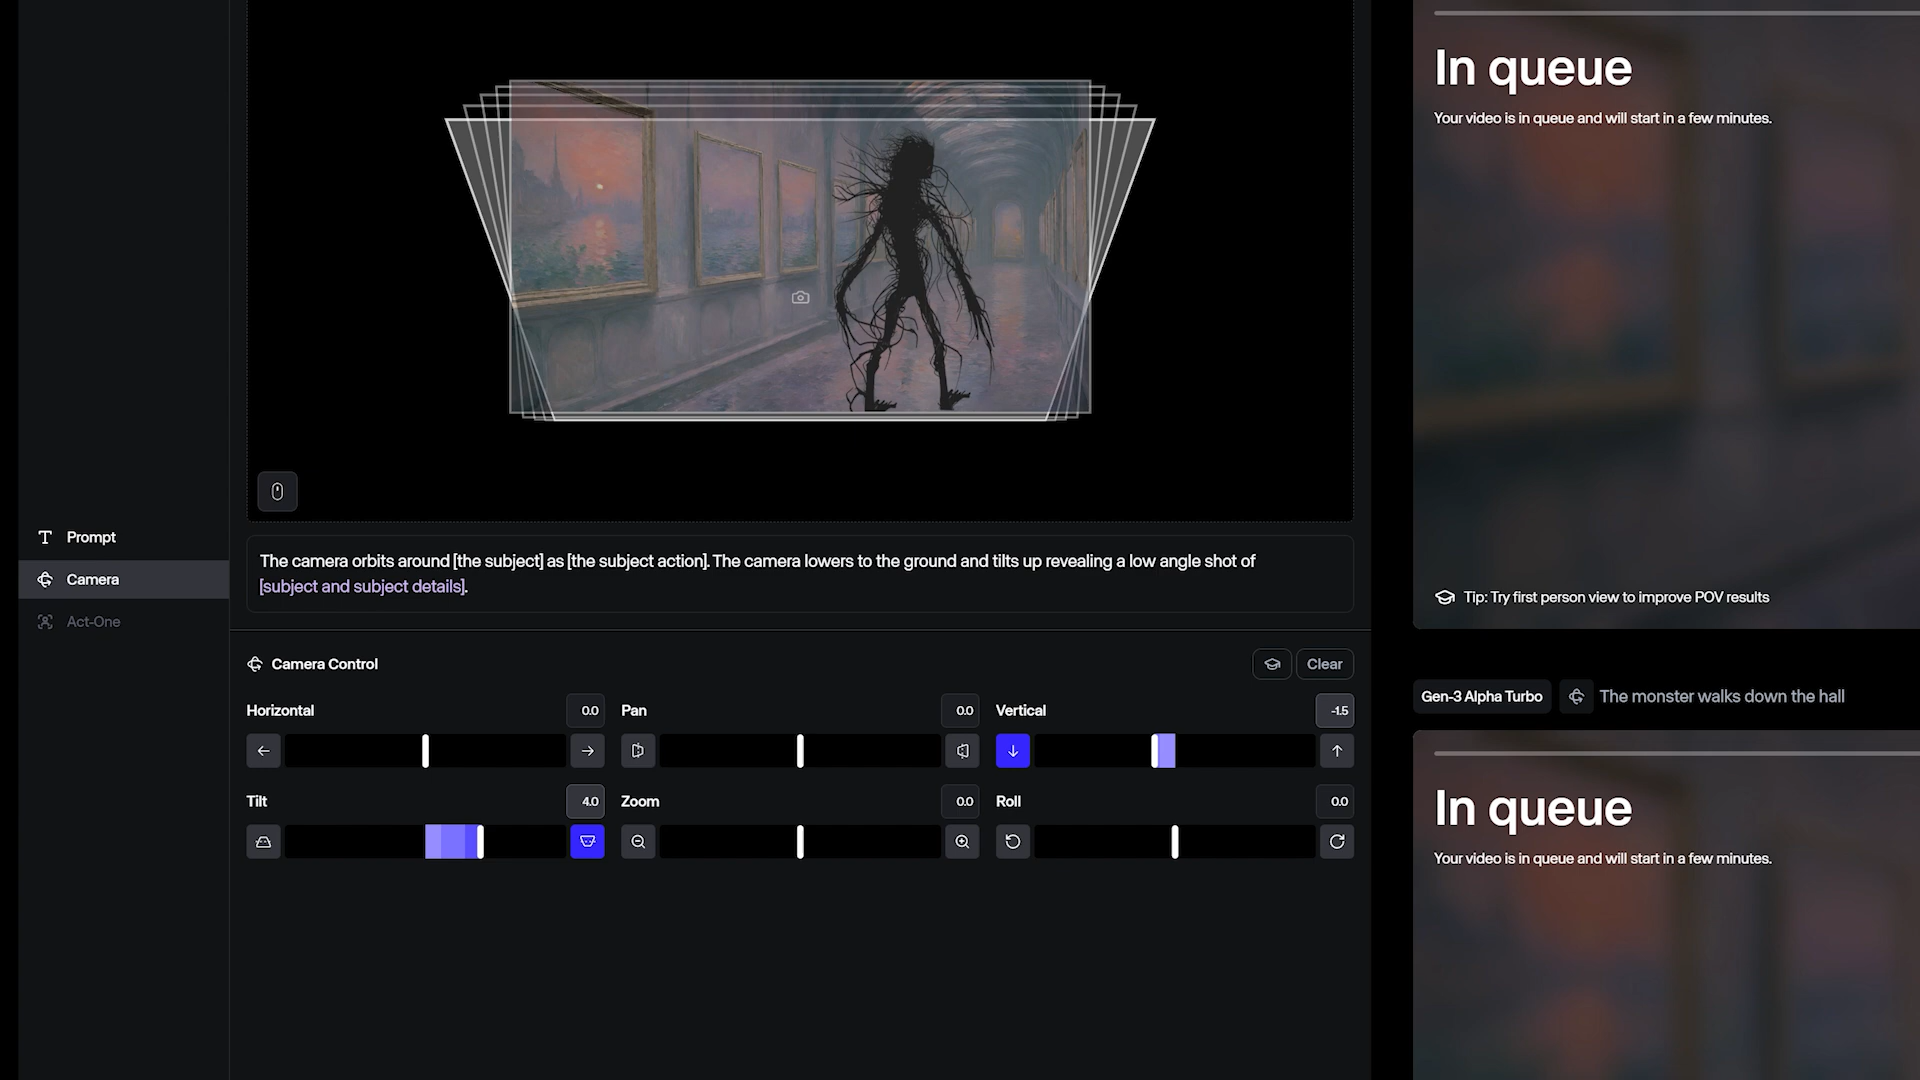 Prompt
Camera
Act-One
The camera orbits around [the subject] as [the subject action]. The camera lowers to the ground and tilts up revealing a low angle shot of
[subject and subject details].
Camera Control
Clear
Horizontal
0.0
Pan
0.0
Vertical
-1.5
Tilt
4.0
Zoom
0.0
Roll
0.0
In queue
Your video is in queue and will start in a few minutes.
Tip: Try first person view to improve POV results
Gen-3 Alpha Turbo
The monster walks down the hall
In queue
Your video is in queue and will start in a few minutes.